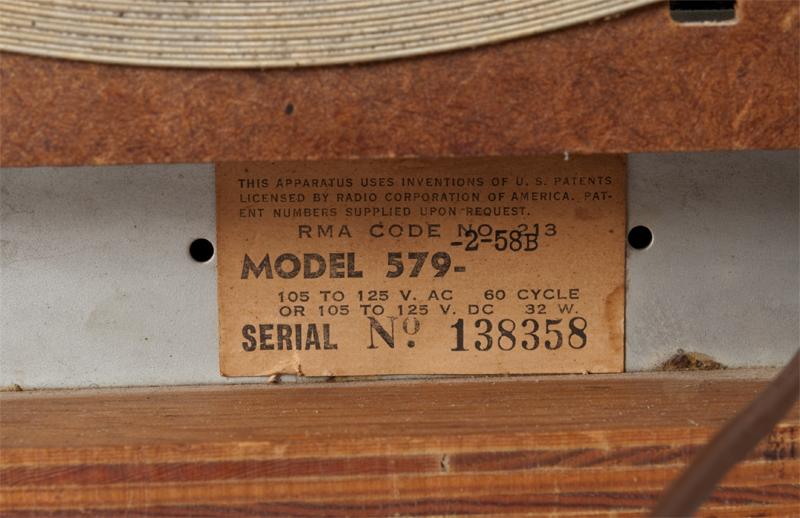 THIS APPARATUS USES INVENTIONS OF U. S. PATENTS
LICENSED BY RADIO CORPORATION OF AMERICA. PAT-
ENT NUMBERS SUPPLIED UPON REQUEST.
RMA CODE NO. 213
-2-58B
MODEL 579-
105 TO 125 V. AC 60 CYCLE
OR 105 TO 125 V. DC 32 W.
SERIAL No. 138358